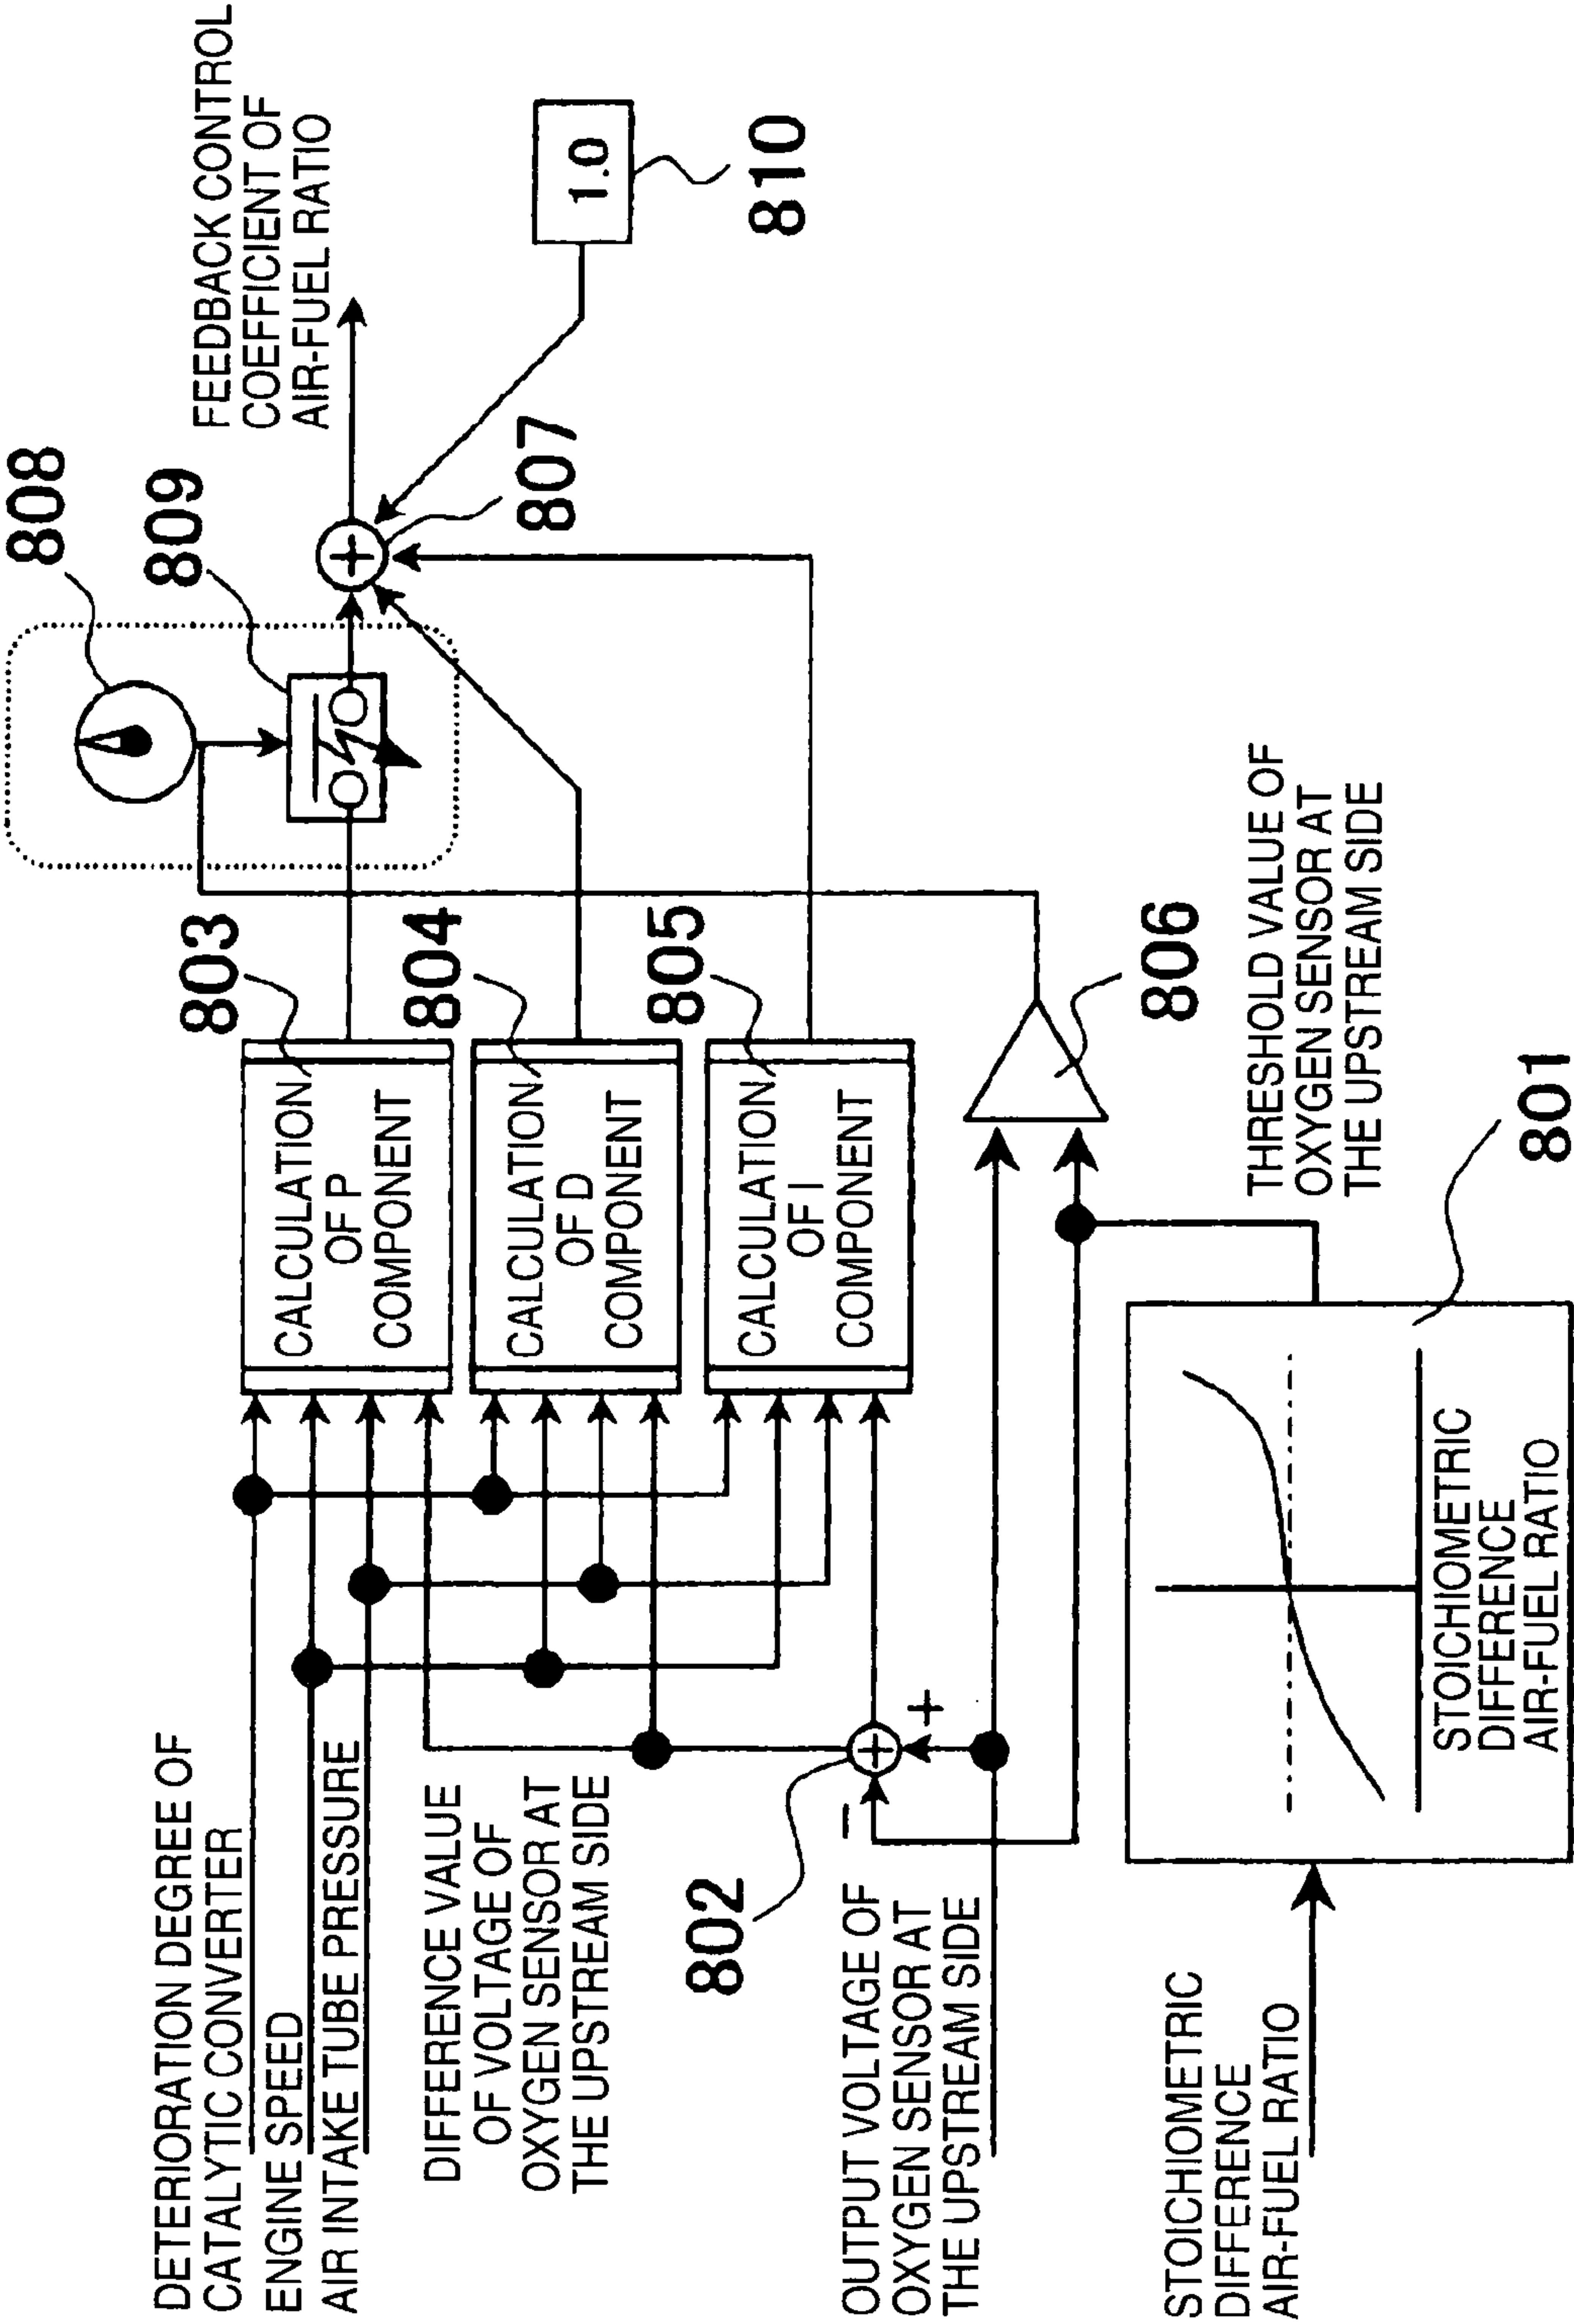 DETERIORATION DEGREE OF
CATALYTIC CONVERTER
ENGINE SPEED
AIR INTAKE TUBE PRESSURE
DIFFERENCE VALUE
OF VOLTAGE OF
OXYGEN SENSOR AT
THE UPSTREAM SIDE
OUTPUT VOLTAGE OF
OXYGEN SENSOR AT
THE UPSTREAM SIDE
STOICHIOMETRIC
DIFFERENCE
AIR-FUEL RATIO
802
+
−
+
CALCULATION
OF P
COMPONENT
803
CALCULATION
OF D
COMPONENT
804
CALCULATION
OF I
COMPONENT
805
806
THRESHOLD VALUE OF
OXYGEN SENSOR AT
THE UPSTREAM SIDE
801
STOICHIOMETRIC
DIFFERENCE
AIR-FUEL RATIO
808
809
+
807
FEEDBACK CONTROL
COEFFICIENT OF
AIR-FUEL RATIO
1.0
810